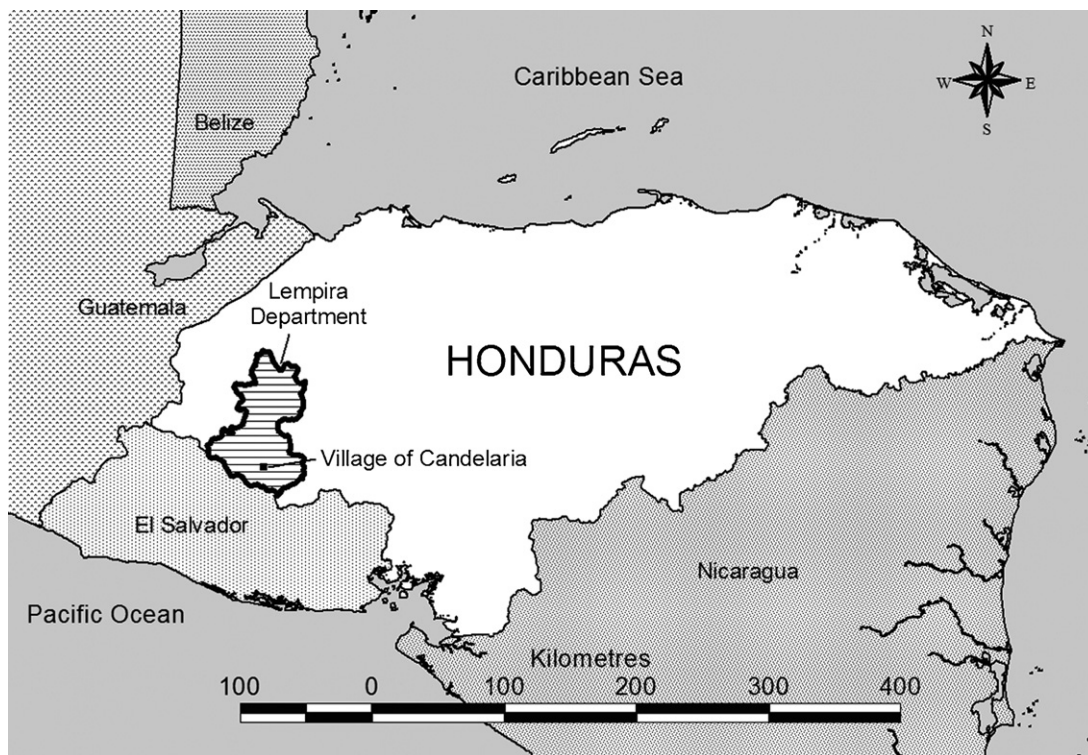 Caribbean Sea
N
W
E
S
Belize
Guatemala
Lempira
Department
HONDURAS
Village of Candelaria
El Salvador
Nicaragua
Pacific Ocean
Kilometres
100 0 100 200 300 400